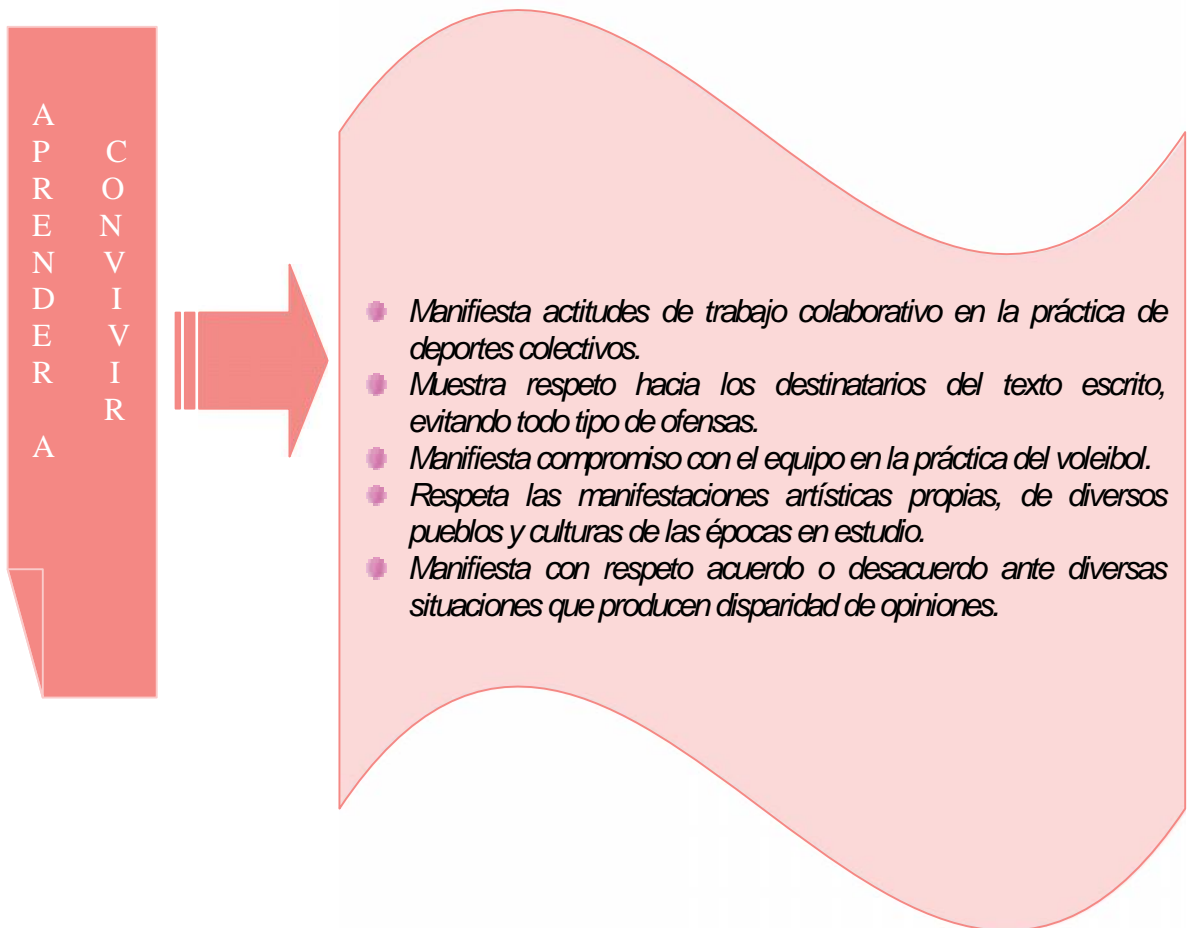 APRENDER A
CONVIVIR
Manifiesta actitudes de trabajo colaborativo en la práctica de
deportes colectivos.
Muestra respeto hacia los destinatarios del texto escrito,
evitando todo tipo de ofensas.
Manifiesta compromiso con el equipo en la práctica del voleibol.
Respeta las manifestaciones artísticas propias, de diversos
pueblos y culturas de las épocas en estudio.
Manifiesta con respeto acuerdo o desacuerdo ante diversas
situaciones que producen disparidad de opiniones.